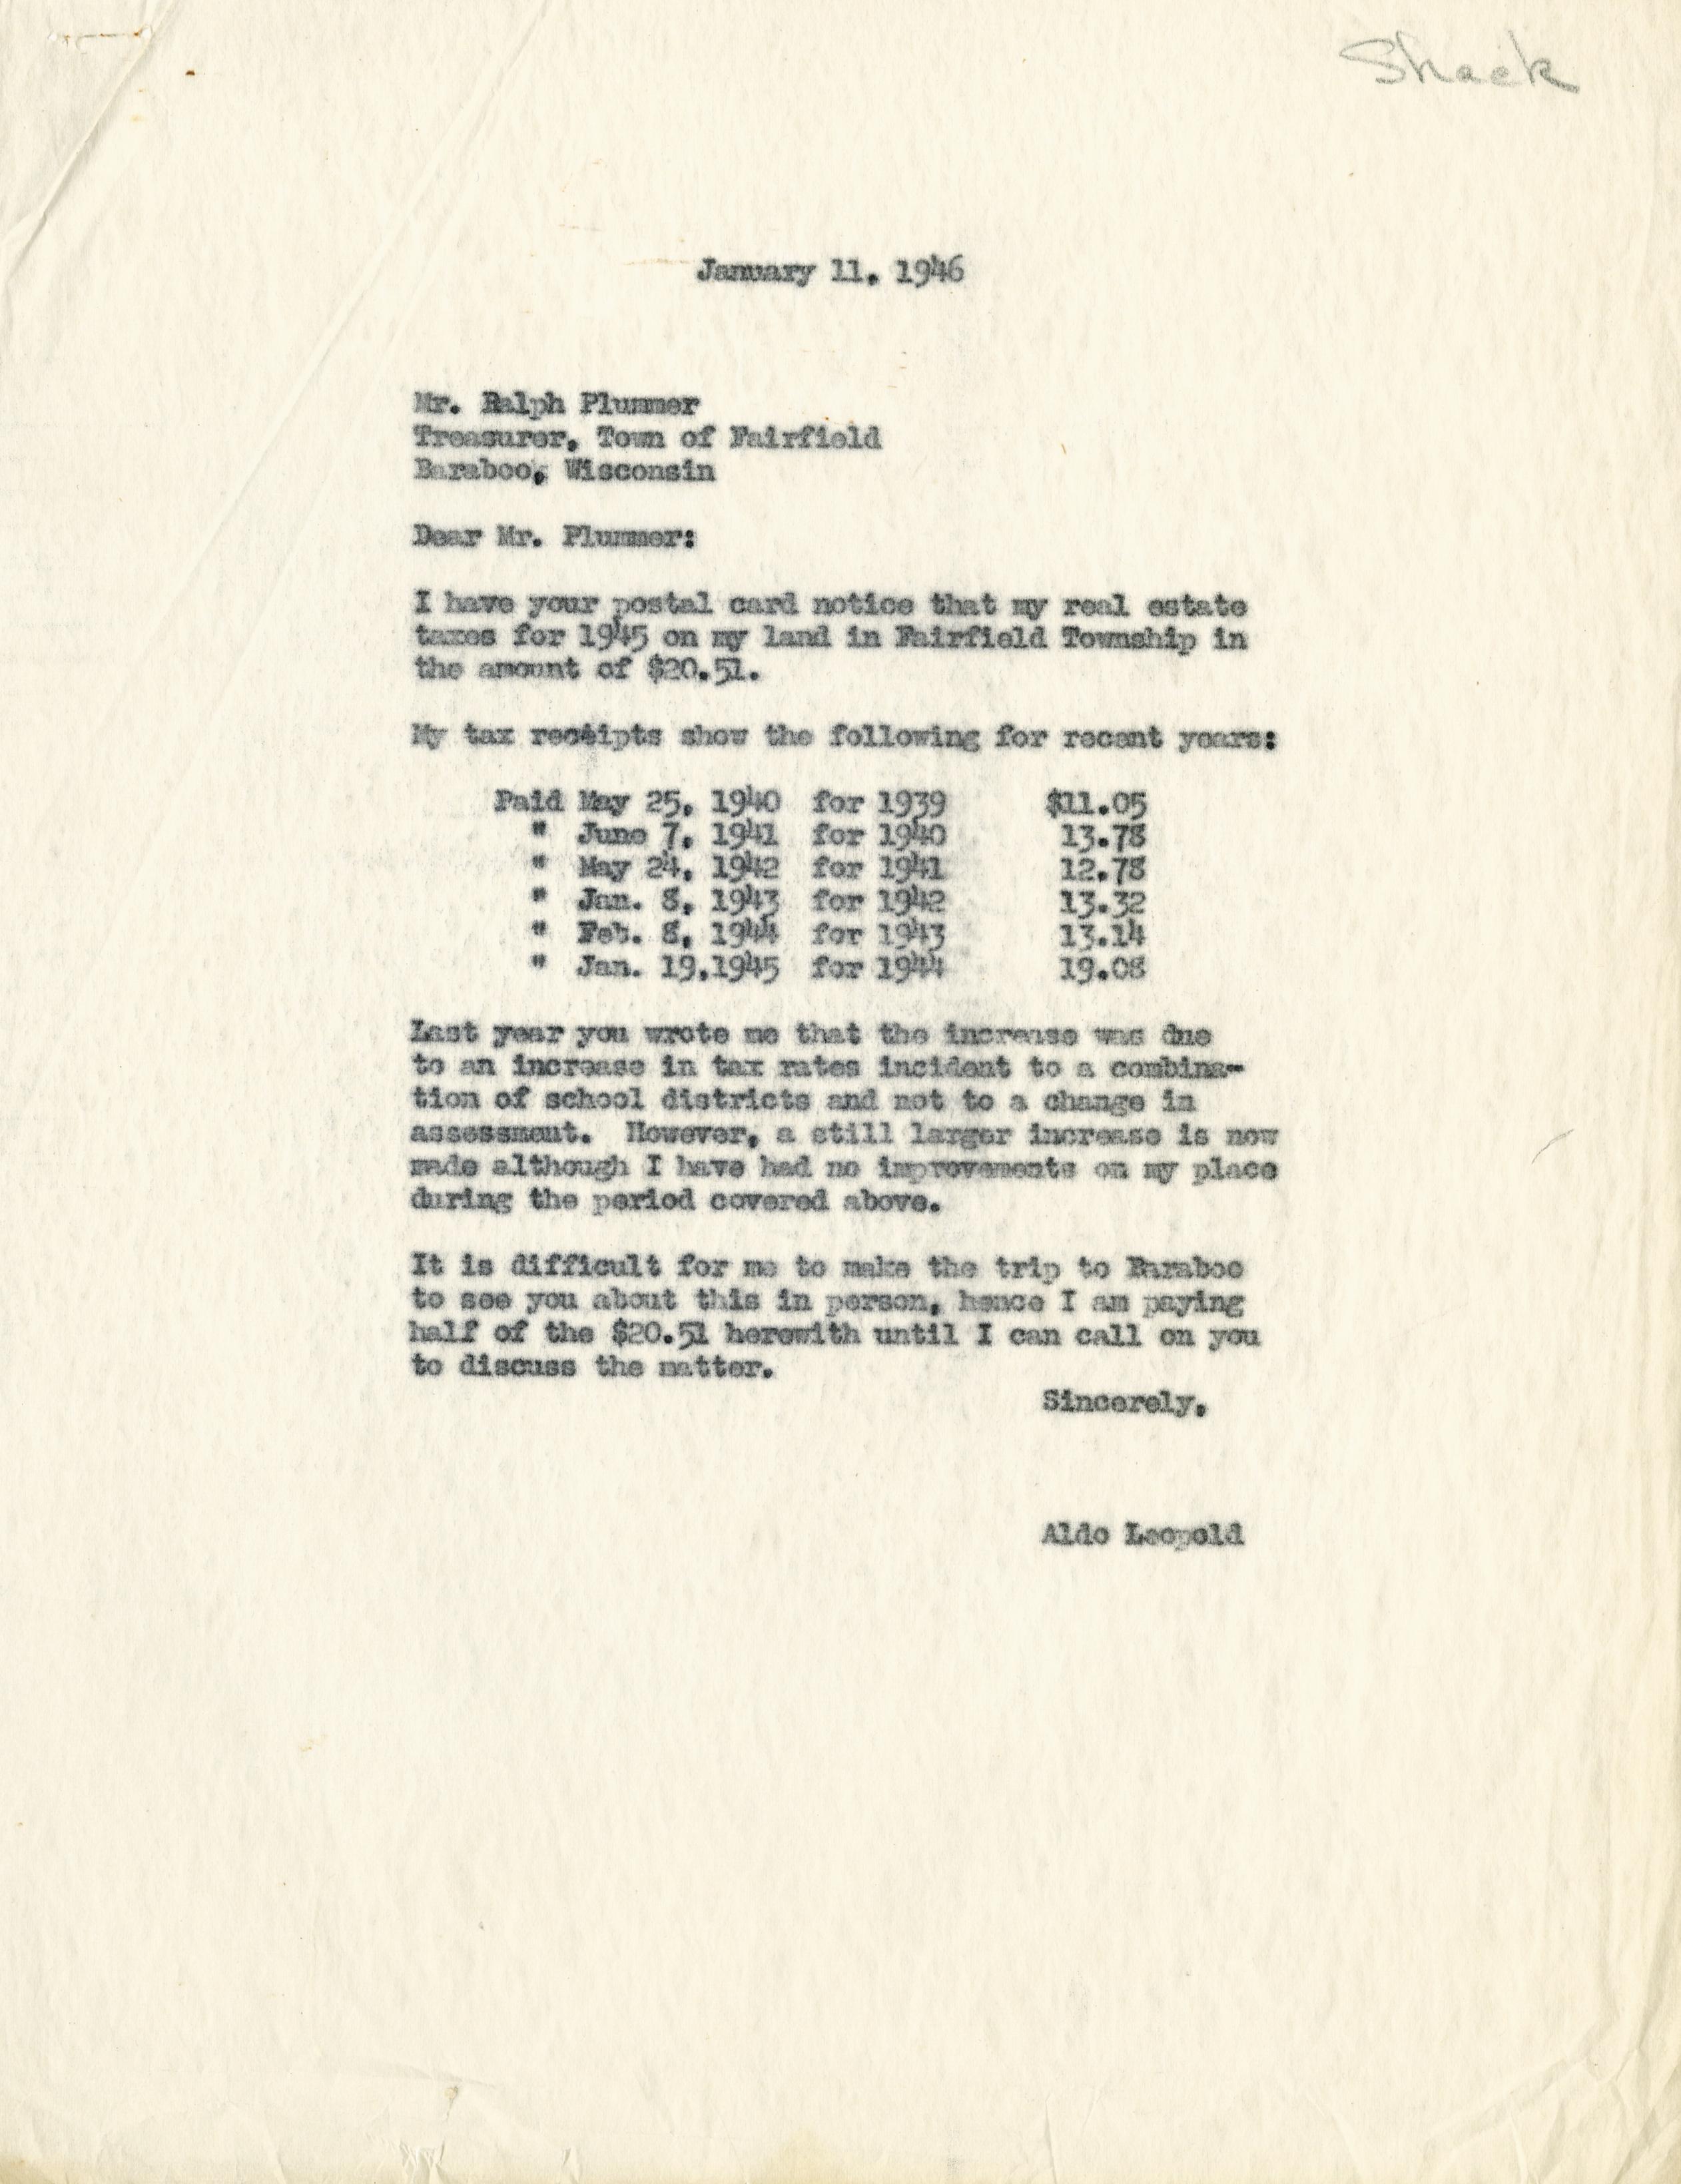 Shack
January 11, 1946
Mr. Ralph Plummer
Treasurer, Town of Fairfield
Baraboo, Wisconsin
Dear Mr. Plummer:
I have your postal card notice that my real estate
taxes for 1945 on my land in Fairfield Township in
the amount of $20.51.
My tax receipts show the following for recent years:
Paid May 25, 1940 for 1939 $11.05
" June 7, 1941 for 1940 13.78
" May 24, 1942 for 1941 12.78
" Jan. 8, 1943 for 1942 13.32
" Feb. 8, 1944 for 1943 13.14
" Jan. 19,1945 for 1944 19.08
Last year you wrote me that the increase was due
to an increase in tax rates incident to a combina-
tion of school districts and not to a change in
assessment. However, a still larger increase is now
made although I have had no improvements on my place
during the period covered above.
It is difficult for me to make the trip to Baraboo
to see you about this in person, hence I am paying
half of the $20.51 herewith until I can call on you
to discuss the matter.
Sincerely,
Aldo Leopold